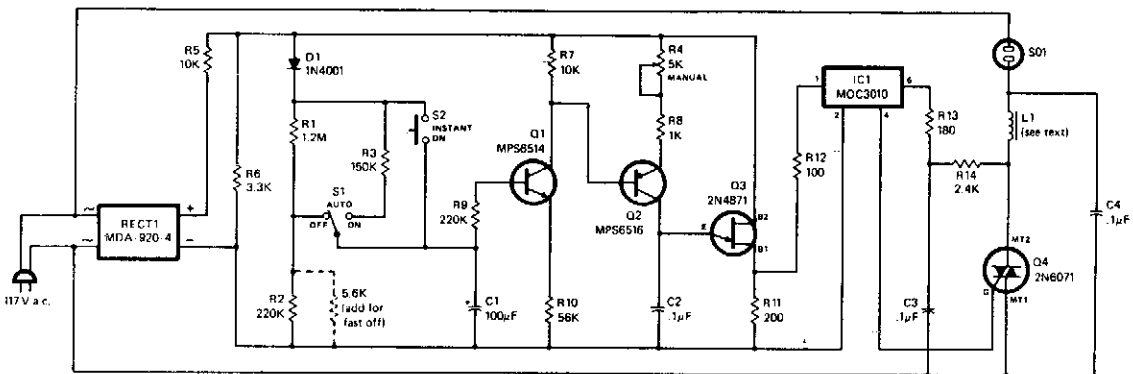 R5
10K
D1
1N4001
R1
1.2M
S2
INSTANT
ON
R3
150K
R6
3.3K
S1
AUTO
OFF
ON
R9
220K
Q1
MPS6514
R7
10K
R4
5K
MANUAL
R8
1K
Q2
MPS6516
Q3
2N4871
E
B2
B1
R12
100
1
IC1
MOC3010
6
2
4
R13
180
SO1
L1
(see text)
R14
2.4K
C4
.1µF
MT2
Q4
2N6071
G
MT1
C3
.1µF
~
+
RECT1
MDA-920-4
~
−
117 V a.c.
R2
220K
5.6K
(add for
fast off)
+
C1
100µF
R10
56K
C2
.1µF
R11
200